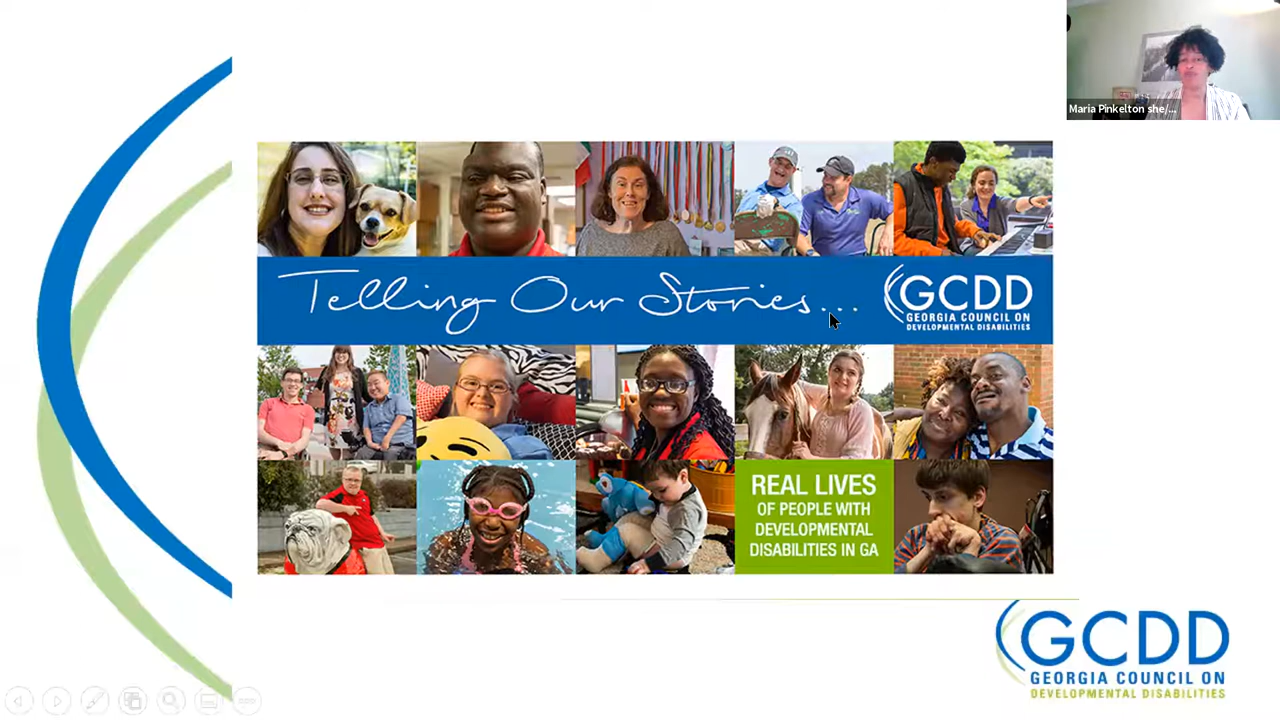 Maria Pinkelton she/...
Telling Our Stories...
GCDD
GEORGIA COUNCIL ON
DEVELOPMENTAL DISABILITIES
REAL LIVES
OF PEOPLE WITH
DEVELOPMENTAL
DISABILITIES IN GA
GCDD
GEORGIA COUNCIL ON
DEVELOPMENTAL DISABILITIES